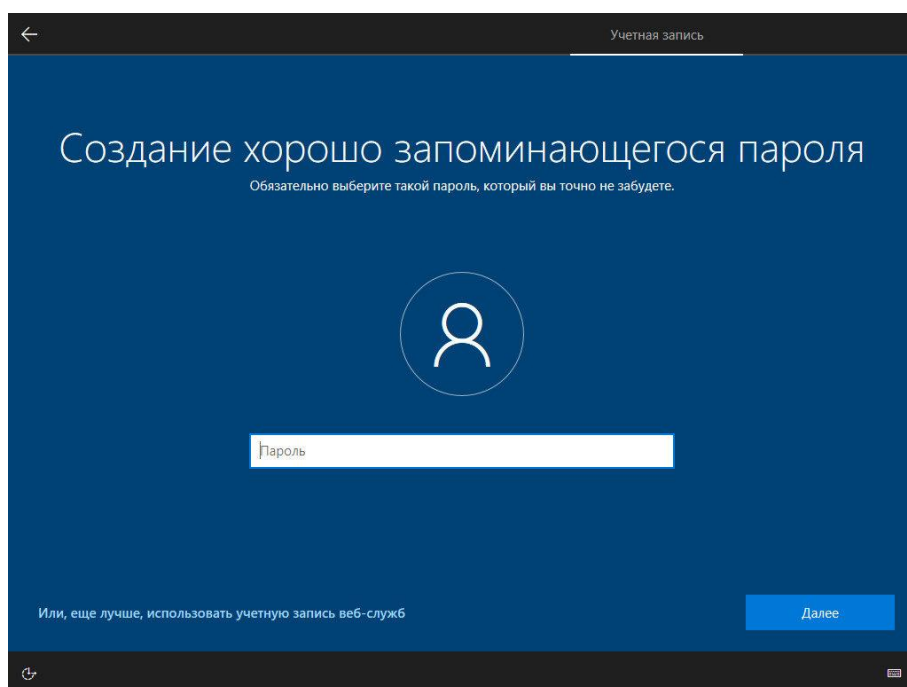 Учетная запись
Создание хорошо запоминающегося пароля
Обязательно выберите такой пароль, который вы точно не забудете.
Пароль
Или, еще лучше, использовать учетную запись веб-служб
Далее